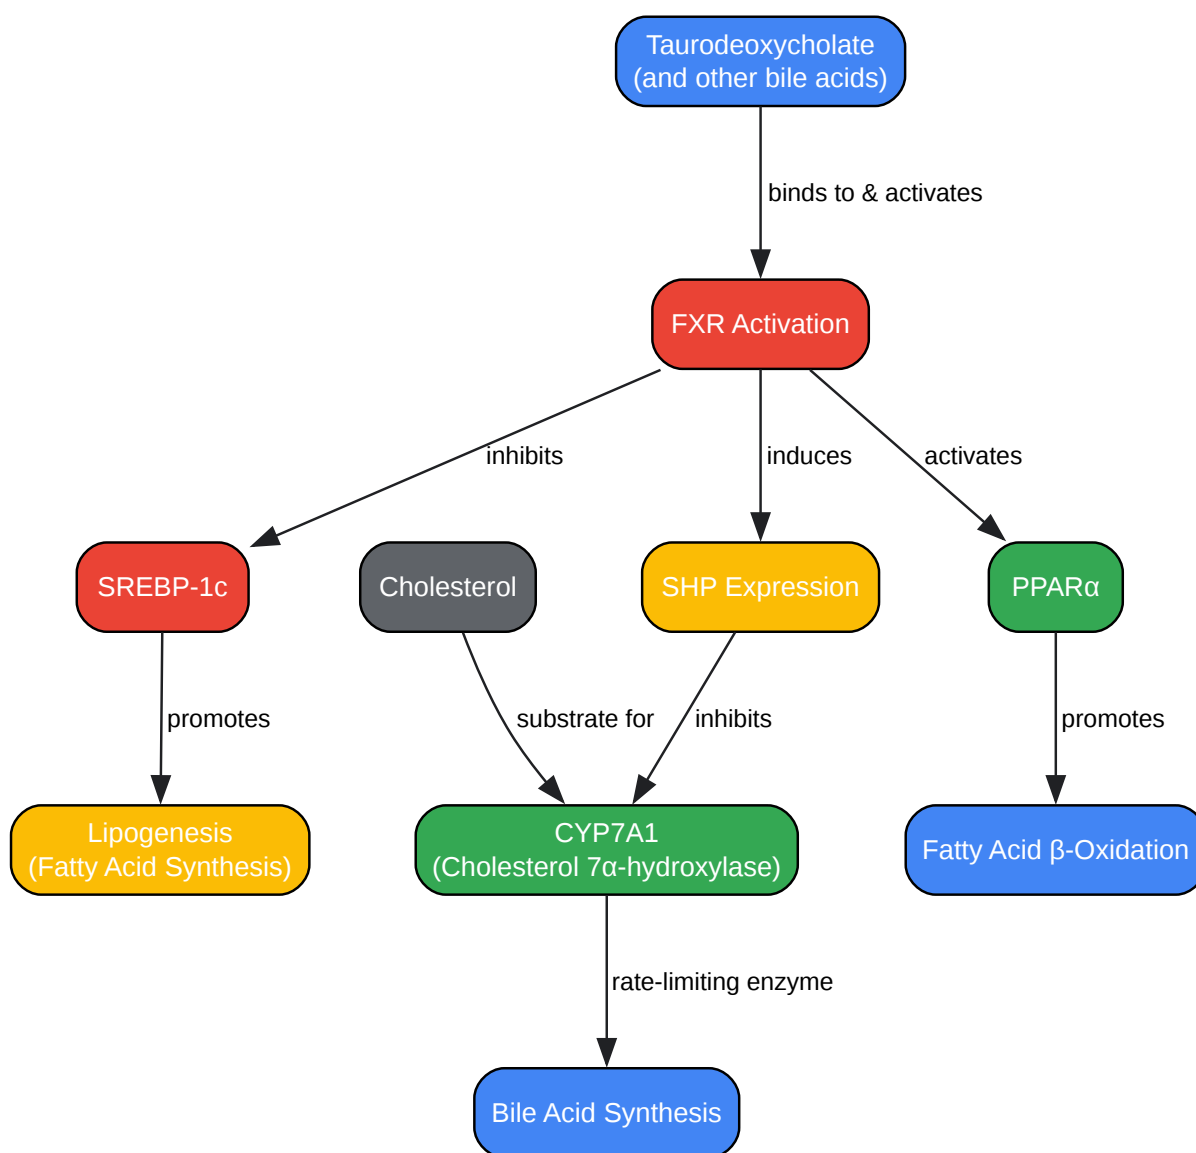 Taurodeoxycholate
(and other bile acids)
binds to & activates
FXR Activation
inhibits
induces
activates
SREBP-1c
Cholesterol
SHP Expression
PPARα
promotes
substrate for
inhibits
promotes
Lipogenesis
(Fatty Acid Synthesis)
CYP7A1
(Cholesterol 7α-hydroxylase)
Fatty Acid β-Oxidation
rate-limiting enzyme
Bile Acid Synthesis